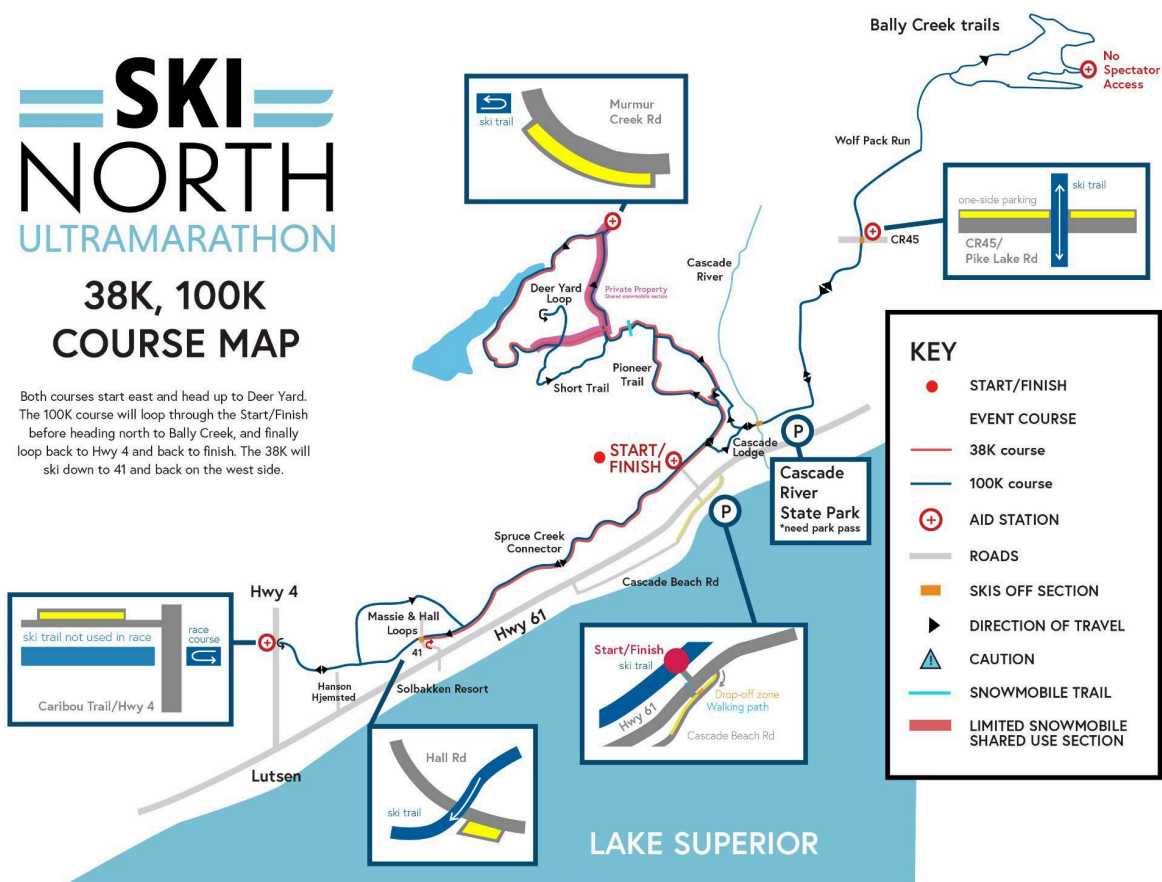 SKI
NORTH
ULTRAMARATHON
38K, 100K
COURSE MAP
Both courses start east and head up to Deer Yard.
The 100K course will loop through the Start/Finish
before heading north to Bally Creek, and finally
loop back to Hwy 4 and back to finish. The 38K will
ski down to 41 and back on the west side.
Bally Creek trails
No
Spectator
Access
Murmur
Creek Rd
ski trail
Wolf Pack Run
ski trail
one-side parking
CR45/
Pike Lake Rd
CR45
Cascade
River
Deer Yard
Loop
Private Property
Shared snowmobile section
Pioneer
Trail
Short Trail
START/
FINISH
Cascade
Lodge
P
Cascade
River
State Park
*need park pass
P
Spruce Creek
Connector
Cascade Beach Rd
Hwy 61
Hwy 4
Massie & Hall
Loops
41
Solbakken Resort
Hanson
Hjemsted
Lutsen
ski trail not used in race
race
course
Caribou Trail/Hwy 4
Hall Rd
ski trail
Start/Finish
ski trail
Hwy 61
Drop-off zone
Walking path
Cascade Beach Rd
LAKE SUPERIOR
KEY
START/FINISH
EVENT COURSE
38K course
100K course
AID STATION
ROADS
SKIS OFF SECTION
DIRECTION OF TRAVEL
CAUTION
SNOWMOBILE TRAIL
LIMITED SNOWMOBILE
SHARED USE SECTION